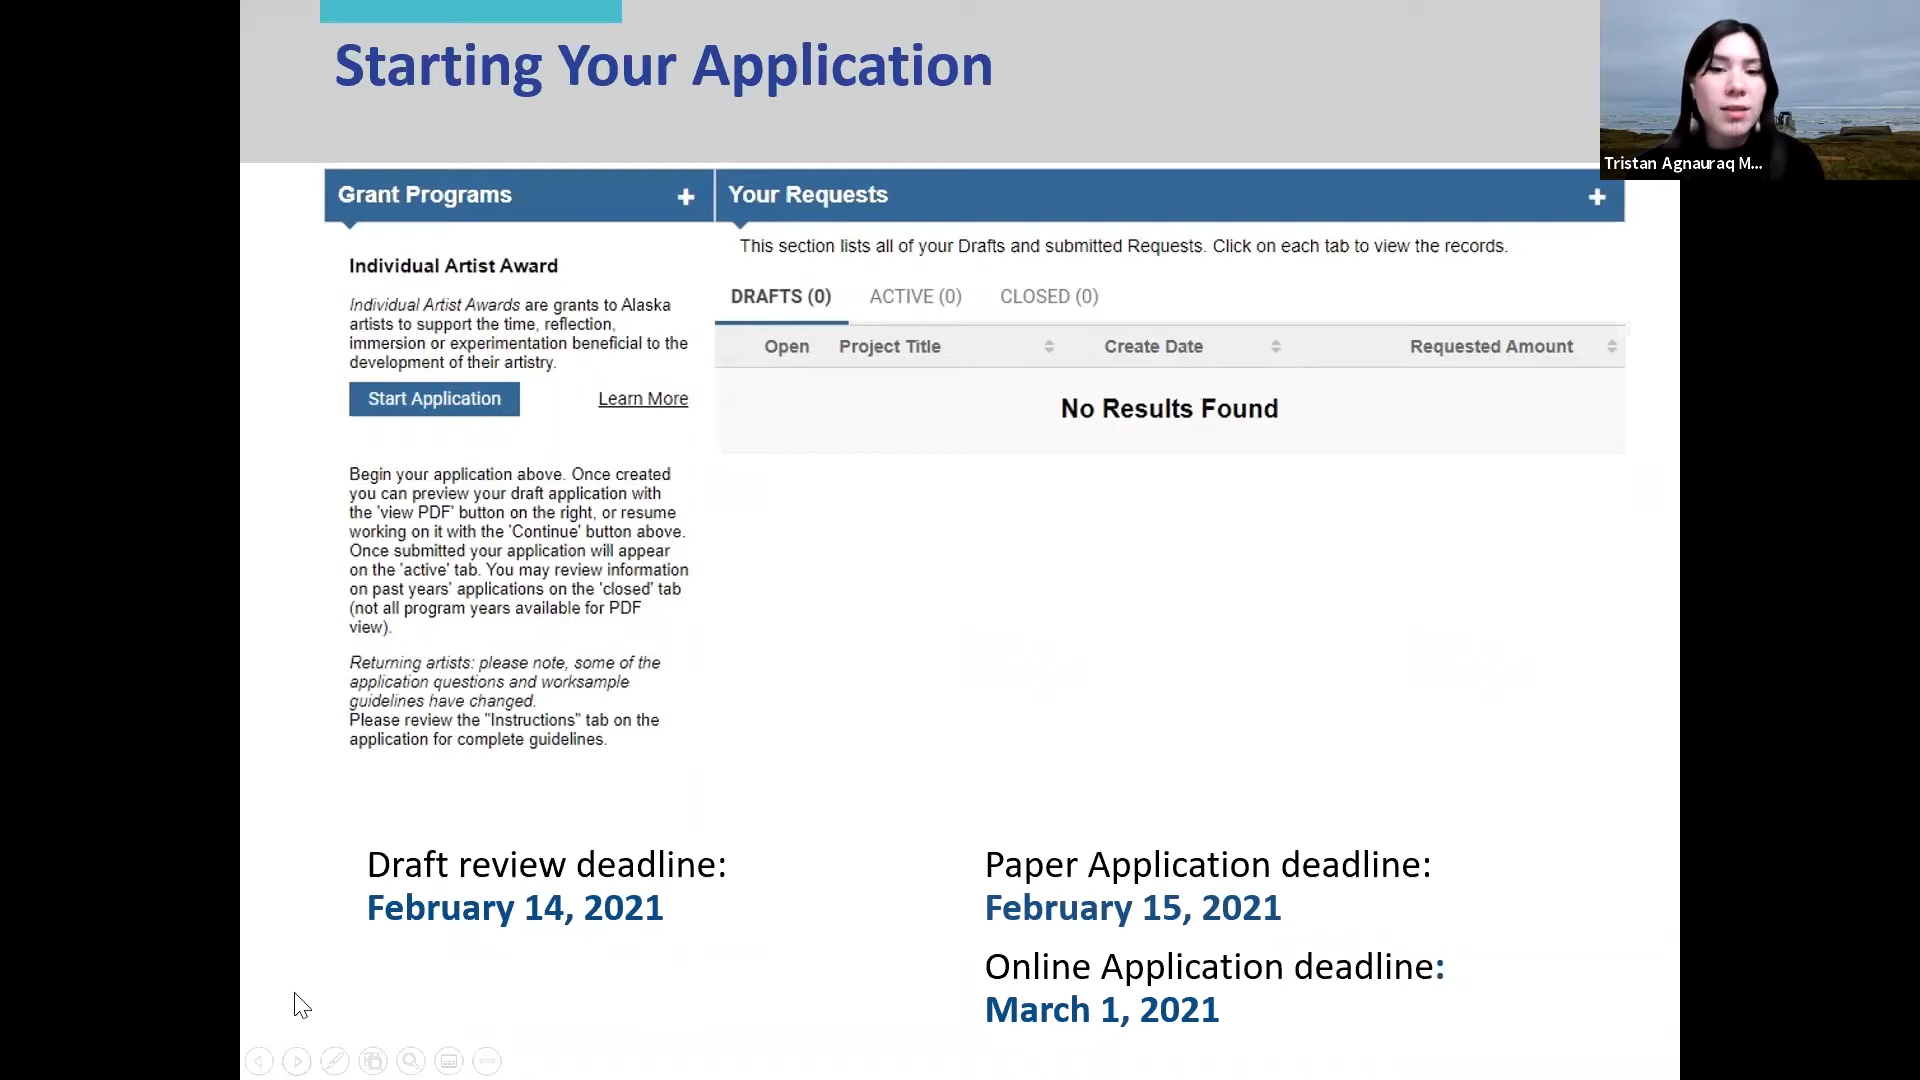 Starting Your Application
Tristan Agnauraq M...
Grant Programs +
Individual Artist Award
Individual Artist Awards are grants to Alaska
artists to support the time, reflection,
immersion or experimentation beneficial to the
development of their artistry.
Start Application Learn More
Begin your application above. Once created
you can preview your draft application with
the 'view PDF' button on the right, or resume
working on it with the 'Continue' button above.
Once submitted your application will appear
on the 'active' tab. You may review information
on past years' applications on the 'closed' tab
(not all program years available for PDF
view).
Returning artists: please note, some of the
application questions and worksample
guidelines have changed.
Please review the "Instructions" tab on the
application for complete guidelines.
Your Requests +
This section lists all of your Drafts and submitted Requests. Click on each tab to view the records.
DRAFTS (0) ACTIVE (0) CLOSED (0)
Open Project Title Create Date Requested Amount
No Results Found
Draft review deadline:
February 14, 2021
Paper Application deadline:
February 15, 2021
Online Application deadline:
March 1, 2021